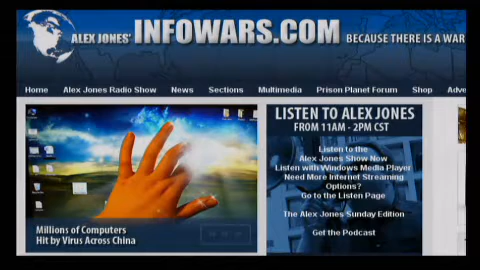 ALEX JONES' INFOWARS.COM BECAUSE THERE IS A WAR
Home Alex Jones Radio Show News Sections Multimedia Prison Planet Forum Shop Adve
LISTEN TO ALEX JONES
FROM 11AM - 2PM CST
Listen to the
Alex Jones Show Now
Listen with Windows Media Player
Need More Internet Streaming
Options?
Go to the Listen Page
The Alex Jones Sunday Edition
Get the Podcast
Millions of Computers
Hit by Virus Across China